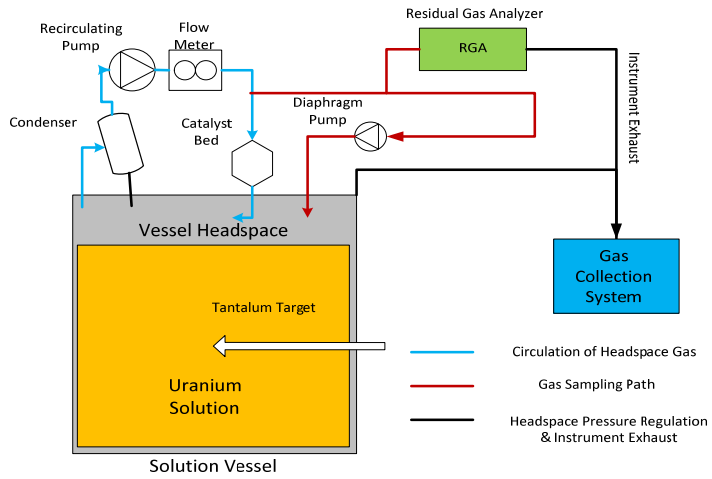 Residual Gas Analyzer
RGA
Recirculating
Pump
Flow
Meter
Instrument Exhaust
Diaphragm
Pump
Condenser
Catalyst
Bed
Vessel Headspace
Gas
Collection
System
Tantalum Target
Uranium
Solution
Circulation of Headspace Gas
Gas Sampling Path
Headspace Pressure Regulation
& Instrument Exhaust
Solution Vessel